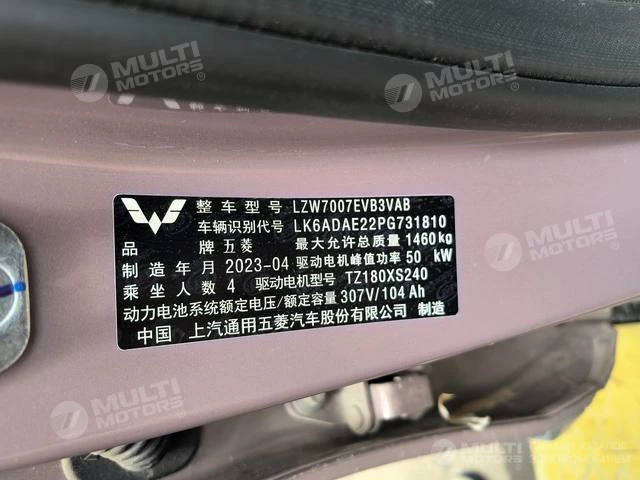 MULTI MOTORS®
MULTI MOTORS®
MULTI MOTORS®
整车型号 LZW7007EVB3VAB
车辆识别代号 LK6ADAE22PG731810
品 牌 五菱 最大允许总质量 1460 kg
制造年月 2023-04 驱动电机峰值功率 50 kW
乘坐人数 4 驱动电机型号 TZ180XS240
动力电池系统额定电压/额定容量 307V/104 Ah
中国 上汽通用五菱汽车股份有限公司 制造
MULTI MOTORS®
MULTI MOTORS®